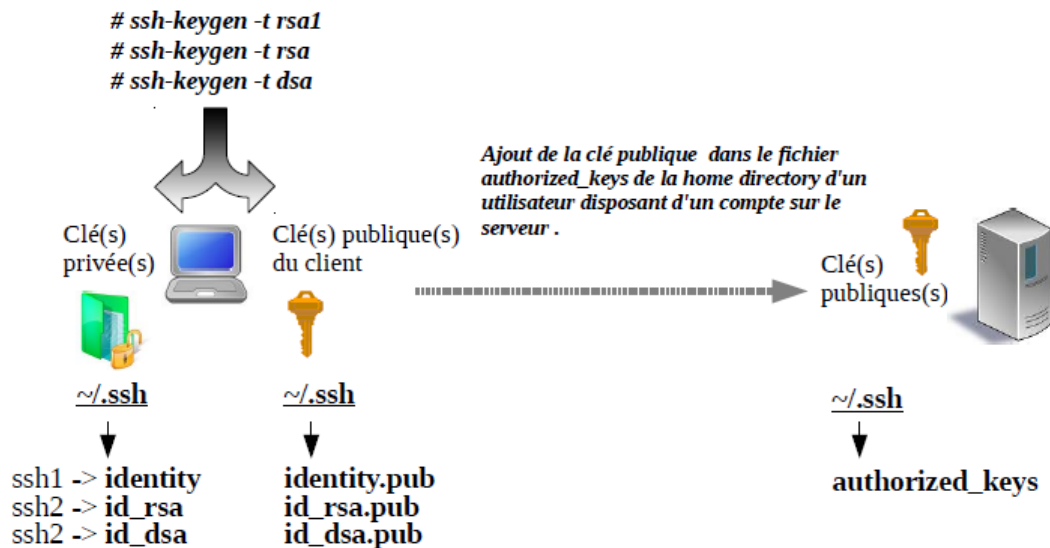 # ssh-keygen -t rsa1
# ssh-keygen -t rsa
# ssh-keygen -t dsa
Ajout de la clé publique dans le fichier
authorized_keys de la home directory d'un
utilisateur disposant d'un compte sur le
serveur .
Clé(s)
privée(s)
Clé(s) publique(s)
du client
Clé(s)
publiques(s)
~/.ssh
~/.ssh
~/.ssh
ssh1 -> identity
ssh2 -> id_rsa
ssh2 -> id_dsa
identity.pub
id_rsa.pub
id_dsa.pub
authorized_keys